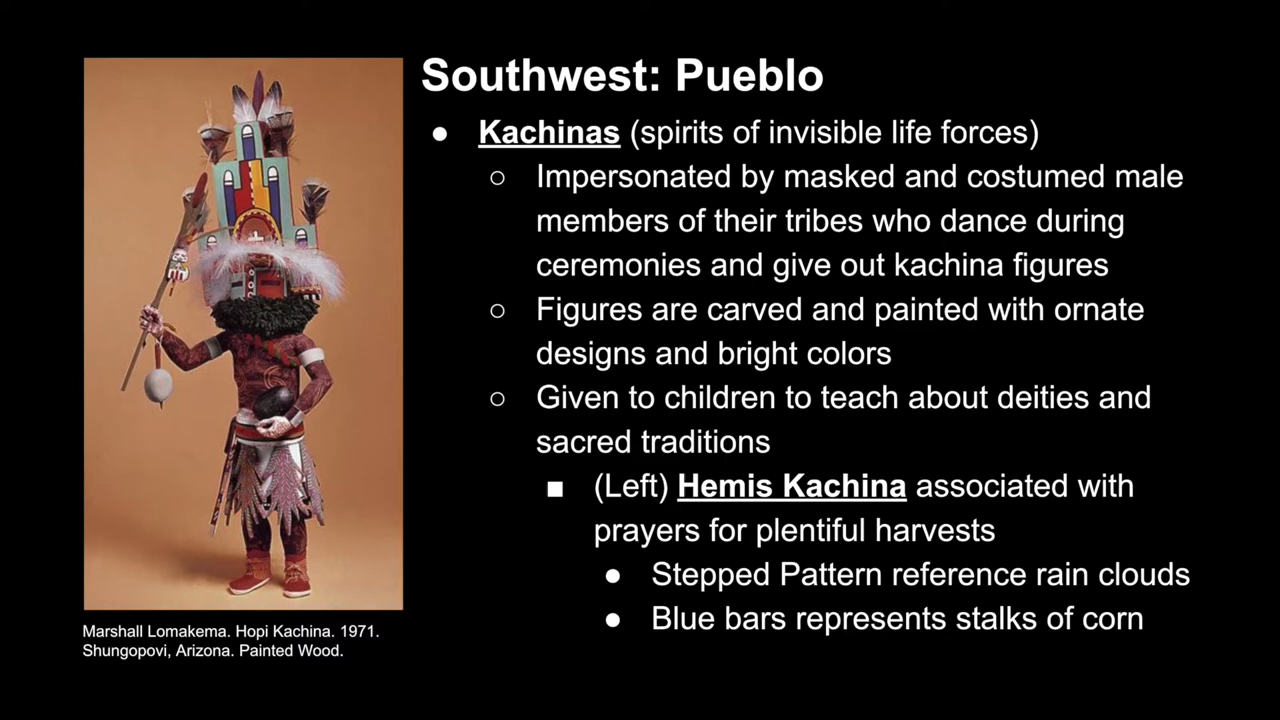 Southwest: Pueblo
● Kachinas (spirits of invisible life forces)
○ Impersonated by masked and costumed male
members of their tribes who dance during
ceremonies and give out kachina figures
○ Figures are carved and painted with ornate
designs and bright colors
○ Given to children to teach about deities and
sacred traditions
■ (Left) Hemis Kachina associated with
prayers for plentiful harvests
● Stepped Pattern reference rain clouds
● Blue bars represents stalks of corn
Marshall Lomakema. Hopi Kachina. 1971.
Shungopovi, Arizona. Painted Wood.